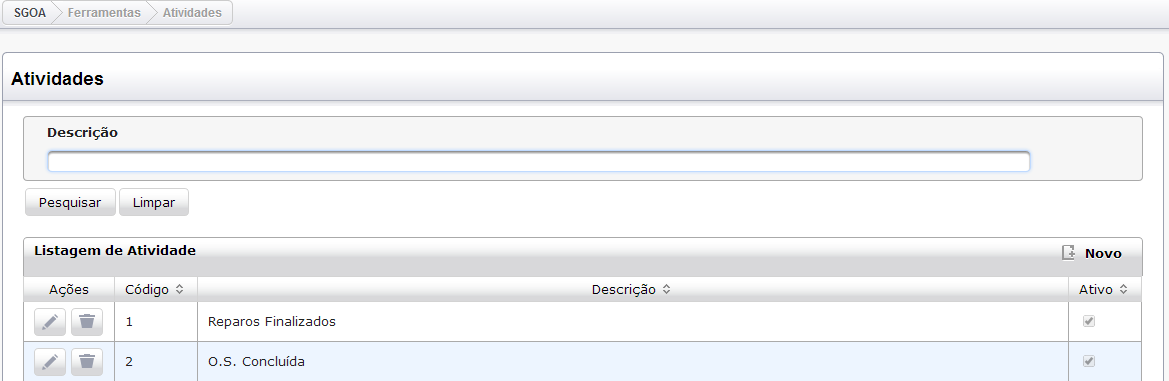 SGOA Ferramentas Atividades
Atividades
Descrição
Pesquisar Limpar
Listagem de Atividade Novo
Ações Código Descrição Ativo
1 Reparos Finalizados
2 O.S. Concluída